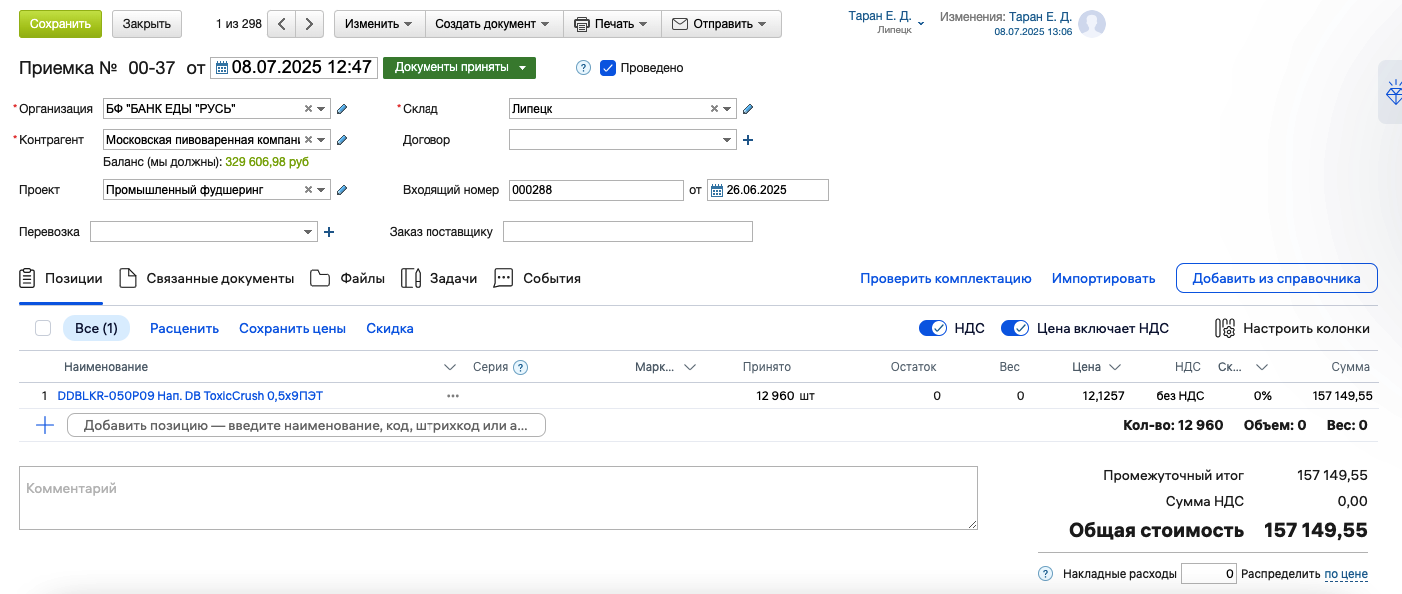 Сохранить Закрыть 1 из 298 Изменить Создать документ Печать Отправить Таран Е. Д. Изменения: Таран Е. Д.
Липецк 08.07.2025 13:06
Приемка № 00-37 от 08.07.2025 12:47 Документы приняты ? Проведено
*Организация БФ "БАНК ЕДЫ "РУСЬ" *Склад Липецк
*Контрагент Московская пивоваренная компани Договор
Баланс (мы должны): 329 606,98 руб
Проект Промышленный фудшеринг Входящий номер 000288 от 26.06.2025
Перевозка Заказ поставщику
Позиции Связанные документы Файлы Задачи События Проверить комплектацию Импортировать Добавить из справочника
Все (1) Расценить Сохранить цены Скидка НДС Цена включает НДС Настроить колонки
Наименование Серия ? Марк... Принято Остаток Вес Цена НДС Ск... Сумма
1 DDBLKR-050P09 Нап. DB ToxicCrush 0,5х9ПЭТ ... 12 960 шт 0 0 12,1257 без НДС 0% 157 149,55
Добавить позицию — введите наименование, код, штрихкод или а... Кол-во: 12 960 Объем: 0 Вес: 0
Комментарий
Промежуточный итог 157 149,55
Сумма НДС 0,00
Общая стоимость 157 149,55
? Накладные расходы 0 Распределить по цене